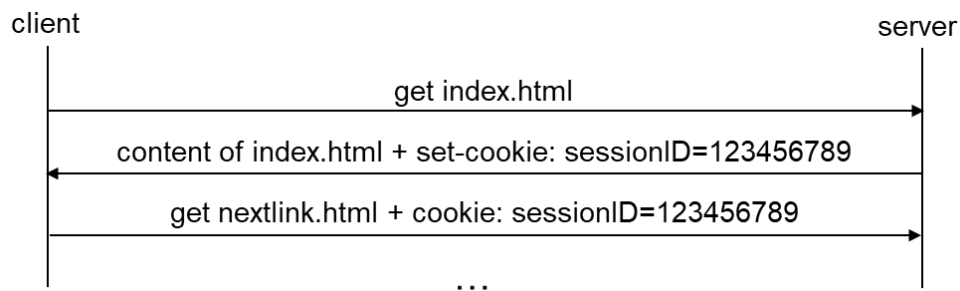 client
server
get index.html
content of index.html + set-cookie: sessionID=123456789
get nextlink.html + cookie: sessionID=123456789
...